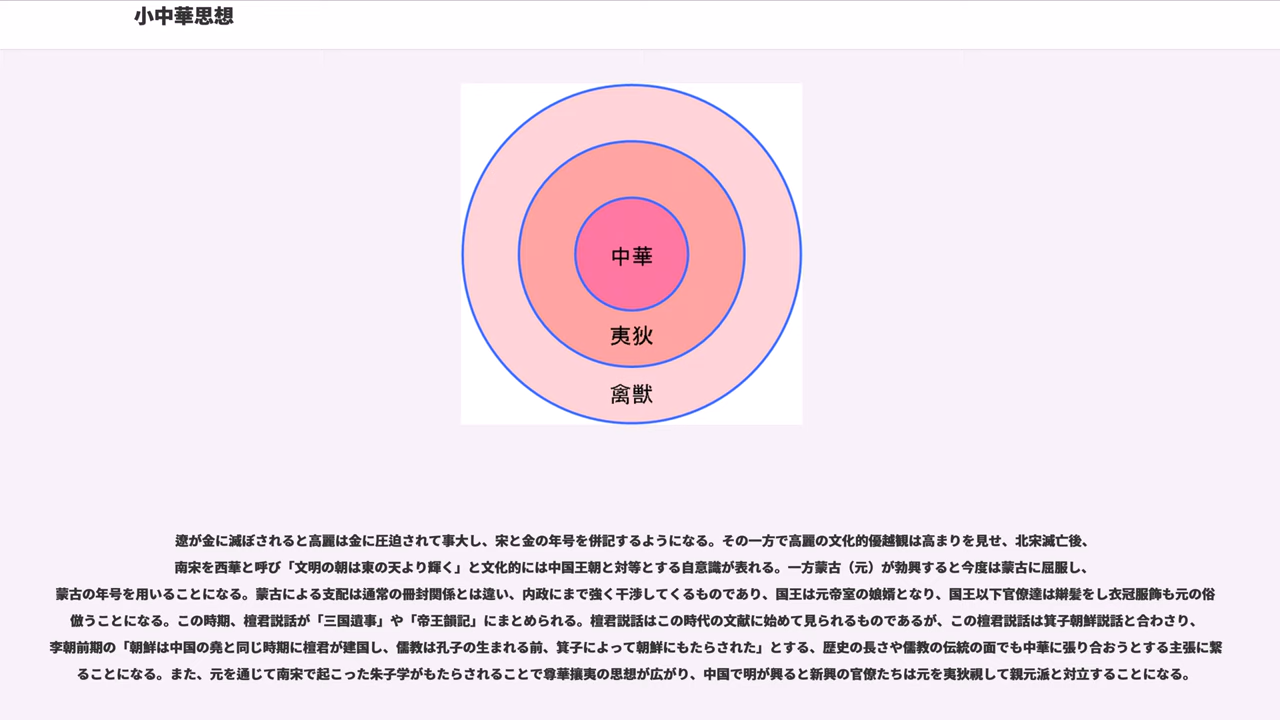 小中華思想
中華
夷狄
禽獣
遼が金に滅ぼされると高麗は金に圧迫されて事大し、宋と金の年号を併記するようになる。その一方で高麗の文化的優越観は高まりを見せ、北宋滅亡後、
南宋を西華と呼び「文明の朝は東の天より輝く」と文化的には中国王朝と対等とする自意識が表れる。一方蒙古（元）が勃興すると今度は蒙古に屈服し、
蒙古の年号を用いることになる。蒙古による支配は通常の冊封関係とは違い、内政にまで強く干渉してくるものであり、国王は元帝室の娘婿となり、国王以下官僚達は辮髪をし衣冠服飾も元の俗
倣うことになる。この時期、檀君説話が「三国遺事」や「帝王韻記」にまとめられる。檀君説話はこの時代の文献に始めて見られるものであるが、この檀君説話は箕子朝鮮説話と合わさり、
李朝前期の「朝鮮は中国の堯と同じ時期に檀君が建国し、儒教は孔子の生まれる前、箕子によって朝鮮にもたらされた」とする、歴史の長さや儒教の伝統の面でも中華に張り合おうとする主張に繋
ることになる。また、元を通じて南宋で起こった朱子学がもたらされることで尊華攘夷の思想が広がり、中国で明が興ると新興の官僚たちは元を夷狄視して親元派と対立することになる。